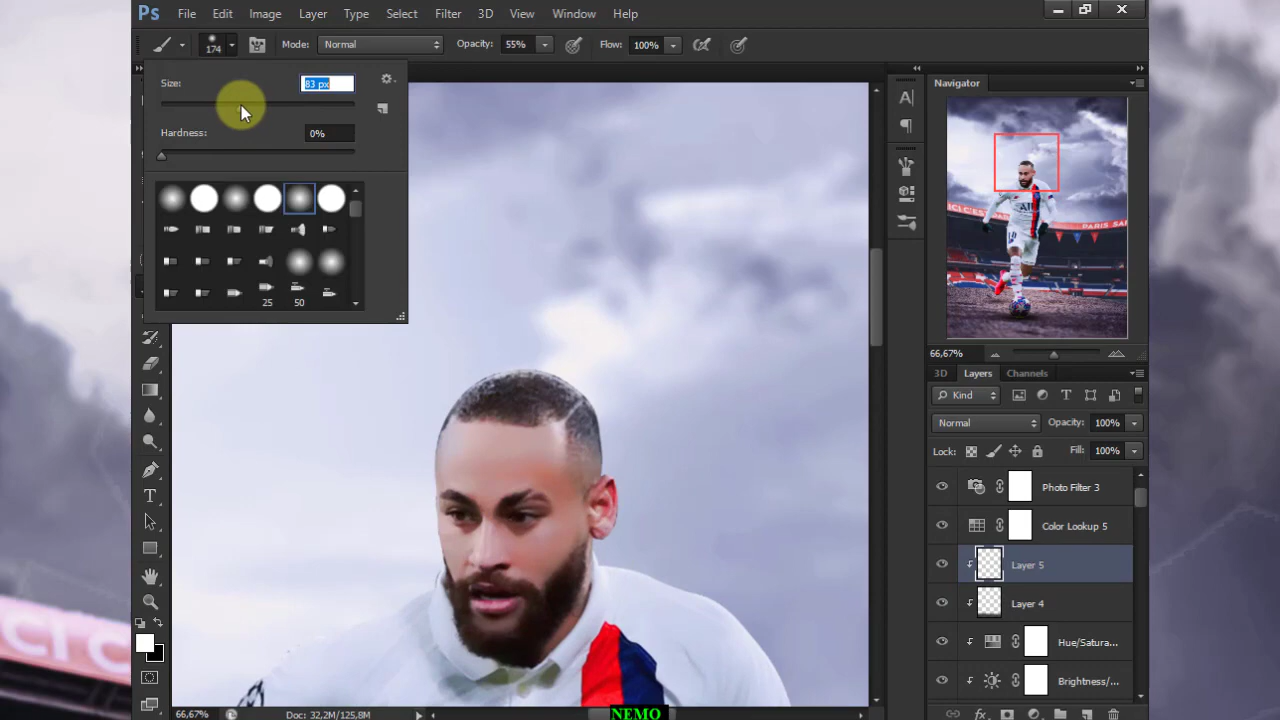 Ps File Edit Image Layer Type Select Filter 3D View Window Help
174 Mode: Normal Opacity: 55% Flow: 100%
Size: 83 px
Hardness: 0%
25 50
Navigator
66,67%
3D Layers Channels
Kind
Normal Opacity: 100%
Lock: Fill: 100%
Photo Filter 3
Color Lookup 5
Layer 5
Layer 4
Hue/Satura...
Brightness/...
66,67% Doc: 32,2M/125,8M
NEMO